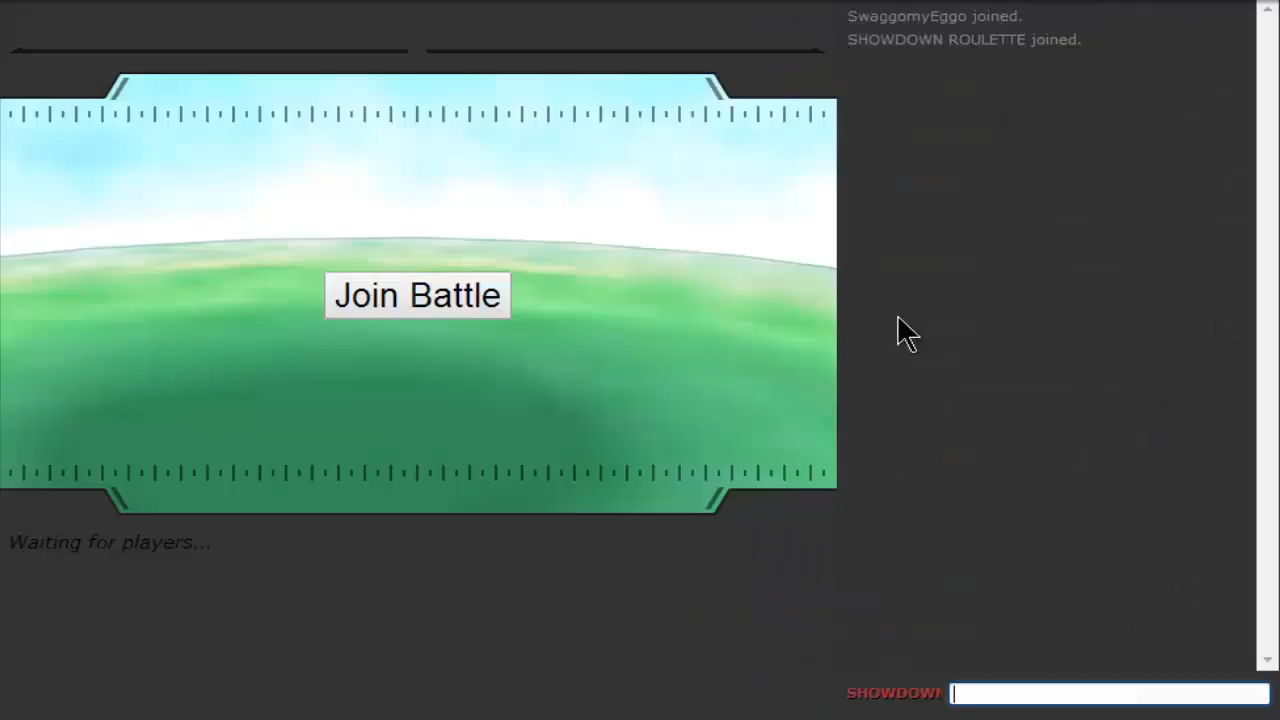 SwaggomyEggo joined.
SHOWDOWN ROULETTE joined.
Join Battle
Waiting for players...
SHOWDOWN